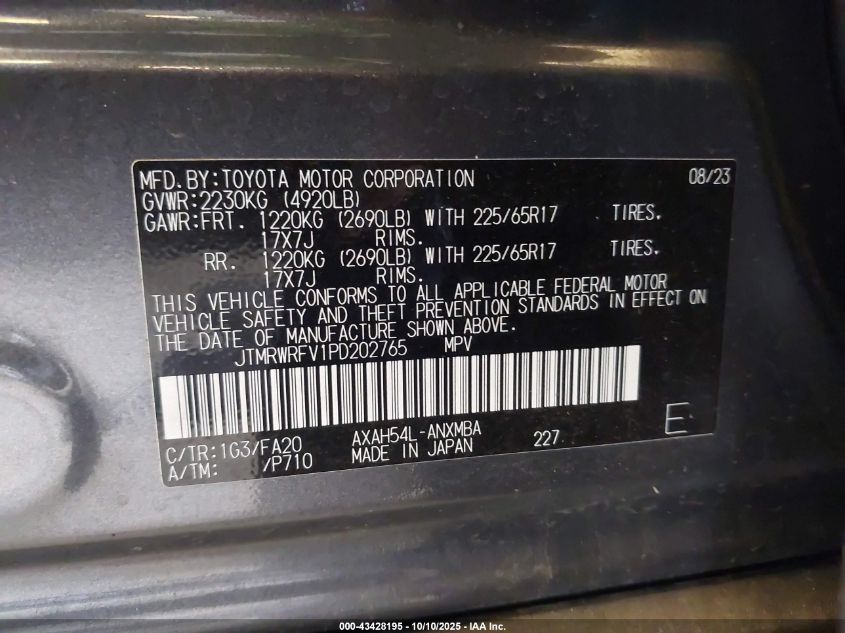 MFD.BY:TOYOTA MOTOR CORPORATION 08/23
GVWR:2230KG (4920LB)
GAWR:FRT. 1220KG (2690LB) WITH 225/65R17 TIRES.
17X7J RIMS.
RR. 1220KG (2690LB) WITH 225/65R17 TIRES.
17X7J RIMS.
THIS VEHICLE CONFORMS TO ALL APPLICABLE FEDERAL MOTOR
VEHICLE SAFETY AND THEFT PREVENTION STANDARDS IN EFFECT ON
THE DATE OF MANUFACTURE SHOWN ABOVE.
JTMRWRFV1PD202765 MPV
C/TR:1G3/FA20 AXAH54L-ANXMBA
A/TM: /P710 MADE IN JAPAN 227 E
000-43428195 - 10/10/2025 - IAA Inc.